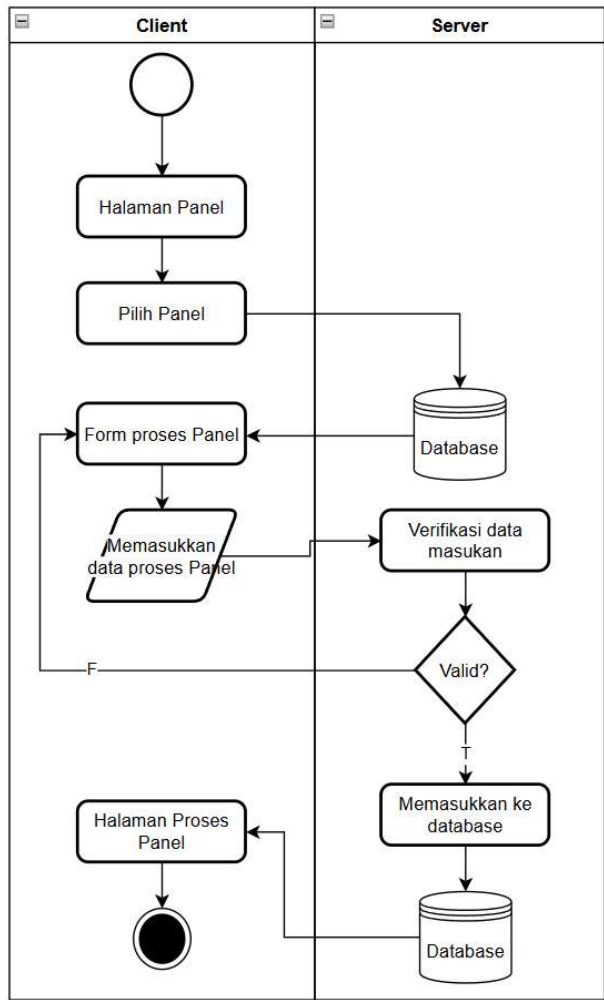 Client
Server
Halaman Panel
Pilih Panel
Database
Form proses Panel
Memasukkan
data proses Panel
Verifikasi data
masukan
Valid?
F
T
Memasukkan ke
database
Halaman Proses
Panel
Database